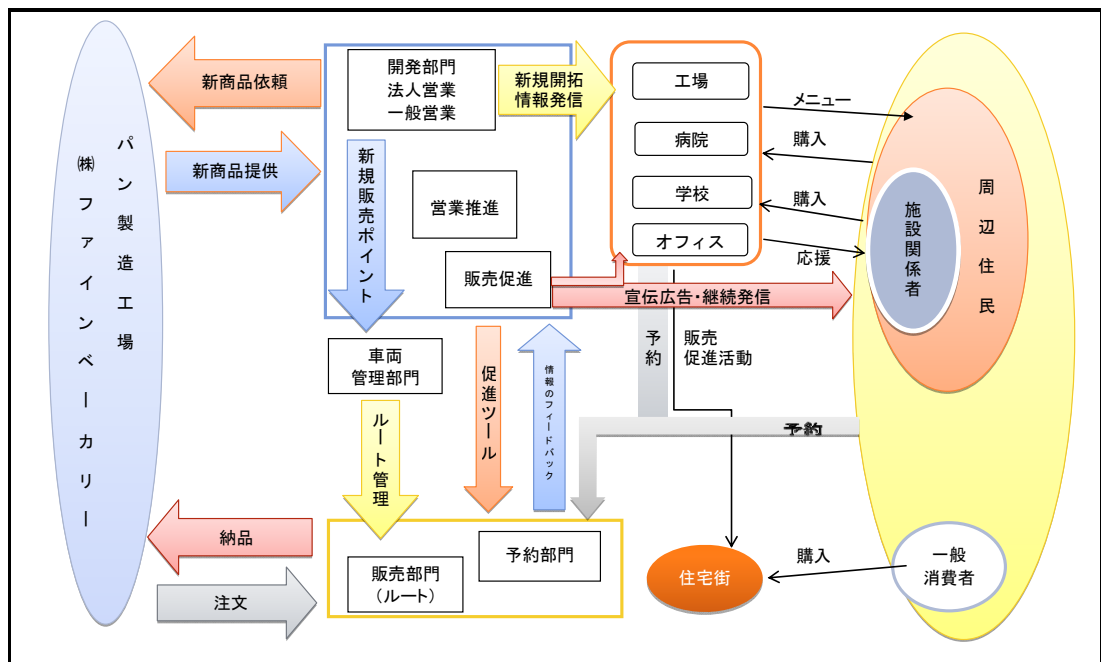 ㈱ファインベーカリー
パン製造工場
新商品依頼
新商品提供
開発部門
法人営業
一般営業
新規開拓
情報発信
新規販売ポイント
営業推進
販売促進
工場
病院
学校
オフィス
メニュー
購入
購入
応援
施設関係者
周辺住民
宣伝広告・継続発信
予約
販売
促進活動
車両
管理部門
促進ツール
情報のフィードバック
ルート管理
予約
納品
注文
販売部門
（ルート）
予約部門
住宅街
購入
一般
消費者